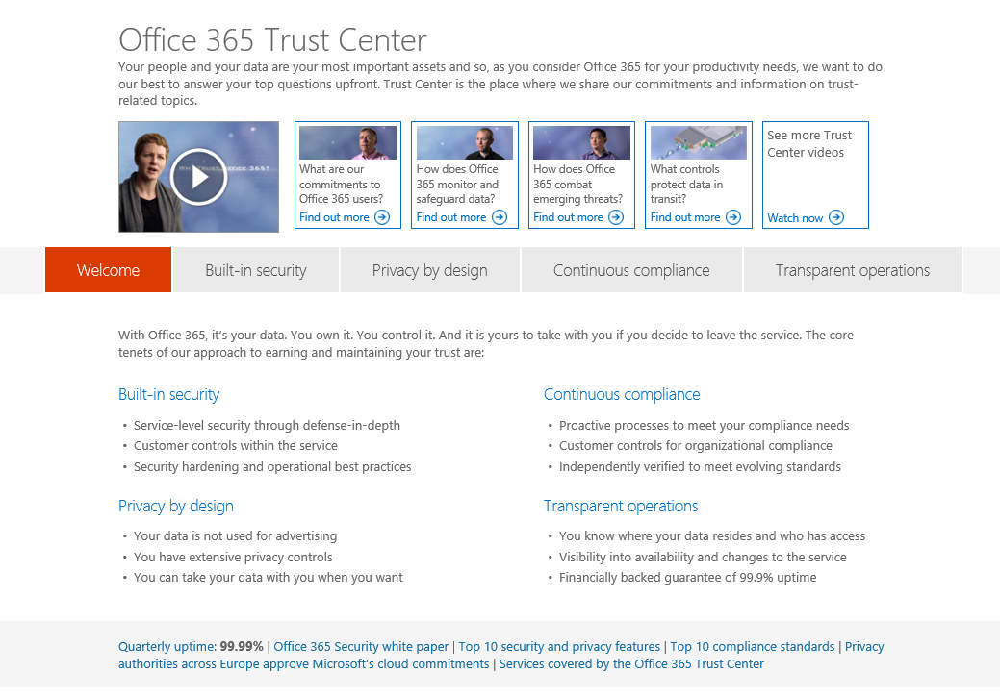 Office 365 Trust Center
Your people and your data are your most important assets and so, as you consider Office 365 for your productivity needs, we want to do
our best to answer your top questions upfront. Trust Center is the place where we share our commitments and information on trust-
related topics.
WHY TRUST OFFICE 365?
What are our
commitments to
Office 365 users?
Find out more
How does Office
365 monitor and
safeguard data?
Find out more
How does Office
365 combat
emerging threats?
Find out more
What controls
protect data in
transit?
Find out more
See more Trust
Center videos
Watch now
Welcome
Built-in security
Privacy by design
Continuous compliance
Transparent operations
With Office 365, it’s your data. You own it. You control it. And it is yours to take with you if you decide to leave the service. The core
tenets of our approach to earning and maintaining your trust are:
Built-in security
• Service-level security through defense-in-depth
• Customer controls within the service
• Security hardening and operational best practices
Continuous compliance
• Proactive processes to meet your compliance needs
• Customer controls for organizational compliance
• Independently verified to meet evolving standards
Privacy by design
• Your data is not used for advertising
• You have extensive privacy controls
• You can take your data with you when you want
Transparent operations
• You know where your data resides and who has access
• Visibility into availability and changes to the service
• Financially backed guarantee of 99.9% uptime
Quarterly uptime: 99.99% | Office 365 Security white paper | Top 10 security and privacy features | Top 10 compliance standards | Privacy
authorities across Europe approve Microsoft’s cloud commitments | Services covered by the Office 365 Trust Center